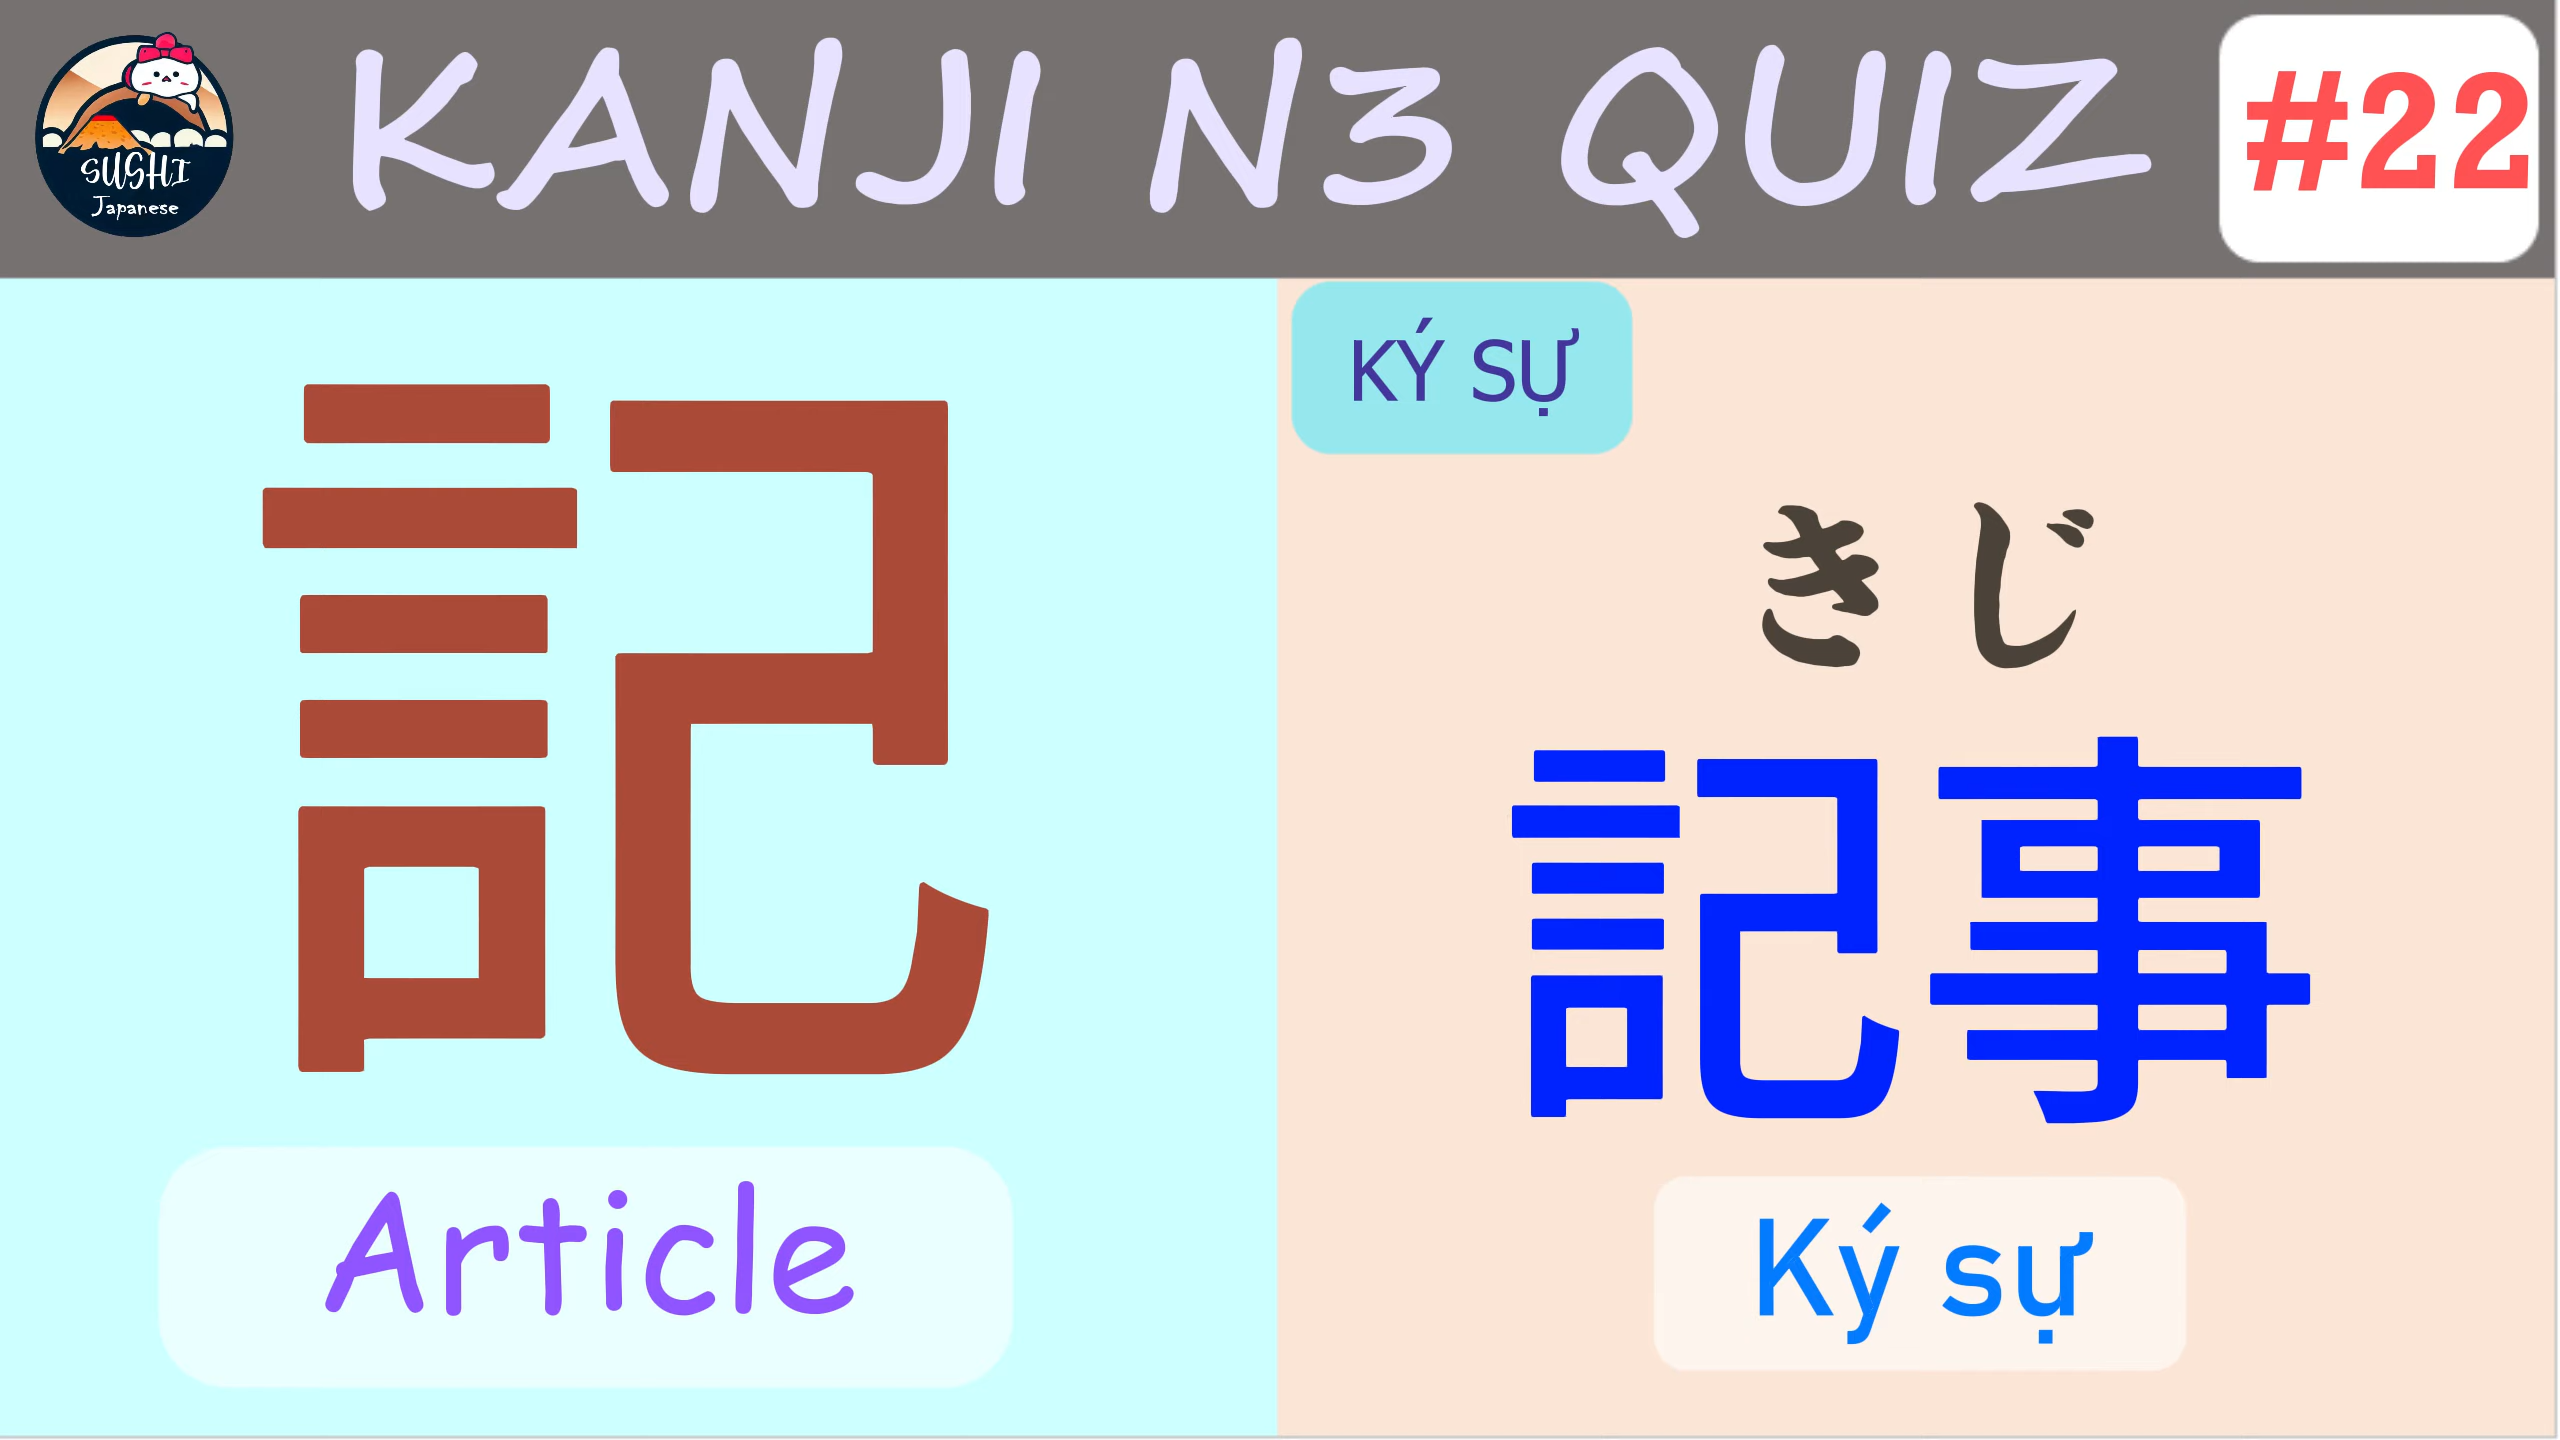 SUSHI
Japanese
KANJI N3 QUIZ
#22
記
Article
KÝ SỰ
きじ
記事
Ký sự